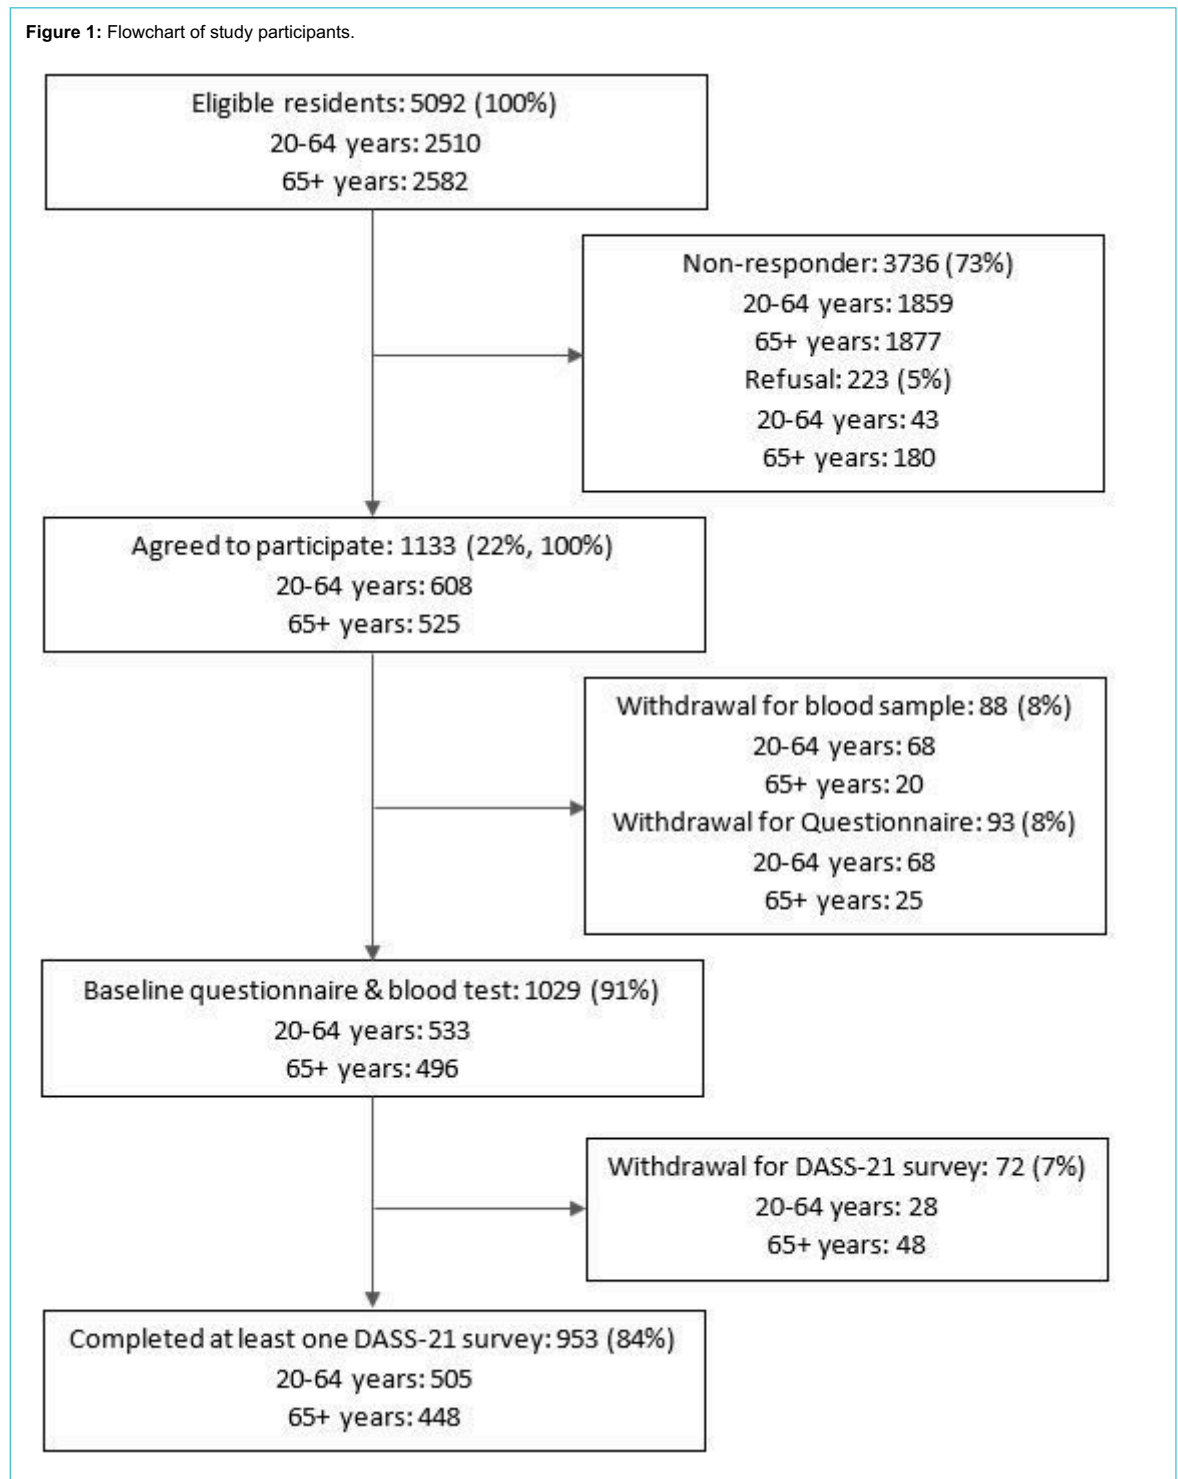 Figure 1: Flowchart of study participants.
Eligible residents: 5092 (100%)
20-64 years: 2510
65+ years: 2582
Non-responder: 3736 (73%)
20-64 years: 1859
65+ years: 1877
Refusal: 223 (5%)
20-64 years: 43
65+ years: 180
Agreed to participate: 1133 (22%, 100%)
20-64 years: 608
65+ years: 525
Withdrawal for blood sample: 88 (8%)
20-64 years: 68
65+ years: 20
Withdrawal for Questionnaire: 93 (8%)
20-64 years: 68
65+ years: 25
Baseline questionnaire & blood test: 1029 (91%)
20-64 years: 533
65+ years: 496
Withdrawal for DASS-21 survey: 72 (7%)
20-64 years: 28
65+ years: 48
Completed at least one DASS-21 survey: 953 (84%)
20-64 years: 505
65+ years: 448